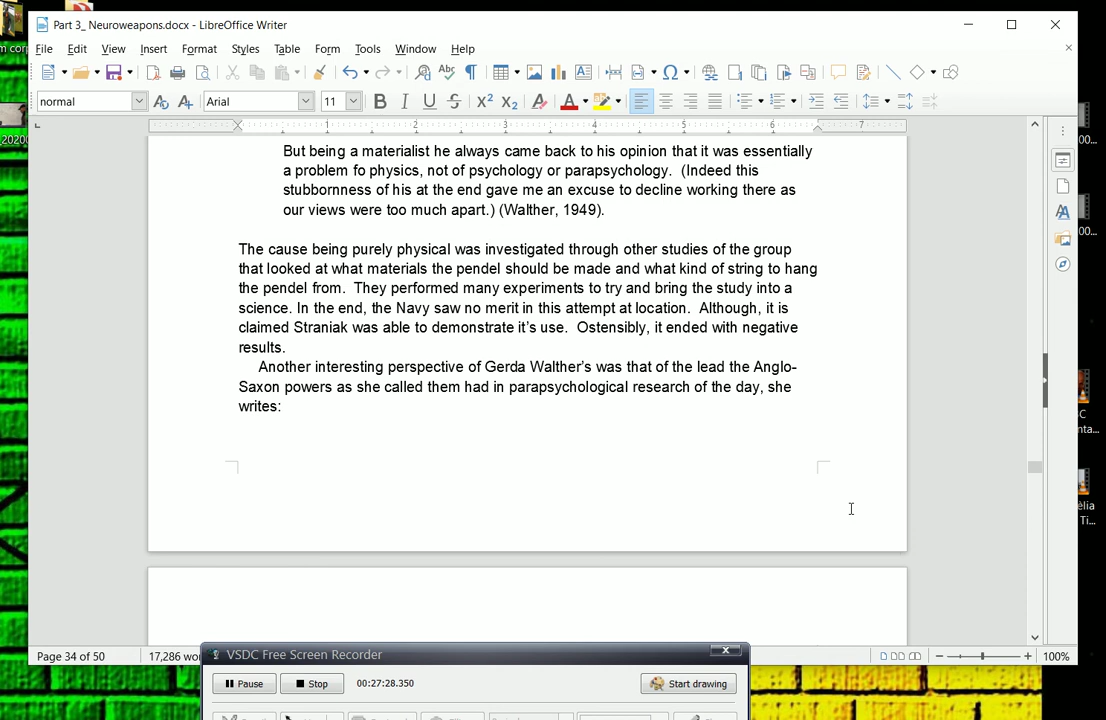 Part 3_ Neuroweapons.docx - LibreOffice Writer
File Edit View Insert Format Styles Table Form Tools Window Help
normal Arial 11
1 2 3 4 5 6 7
But being a materialist he always came back to his opinion that it was essentially
a problem fo physics, not of psychology or parapsychology. (Indeed this
stubbornness of his at the end gave me an excuse to decline working there as
our views were too much apart.) (Walther, 1949).
The cause being purely physical was investigated through other studies of the group
that looked at what materials the pendel should be made and what kind of string to hang
the pendel from. They performed many experiments to try and bring the study into a
science. In the end, the Navy saw no merit in this attempt at location. Although, it is
claimed Straniak was able to demonstrate it's use. Ostensibly, it ended with negative
results.
Another interesting perspective of Gerda Walther's was that of the lead the Anglo-
Saxon powers as she called them had in parapsychological research of the day, she
writes:
Page 34 of 50 17,286 100%
VSDC Free Screen Recorder
Pause Stop 00:27:28.350 Start drawing